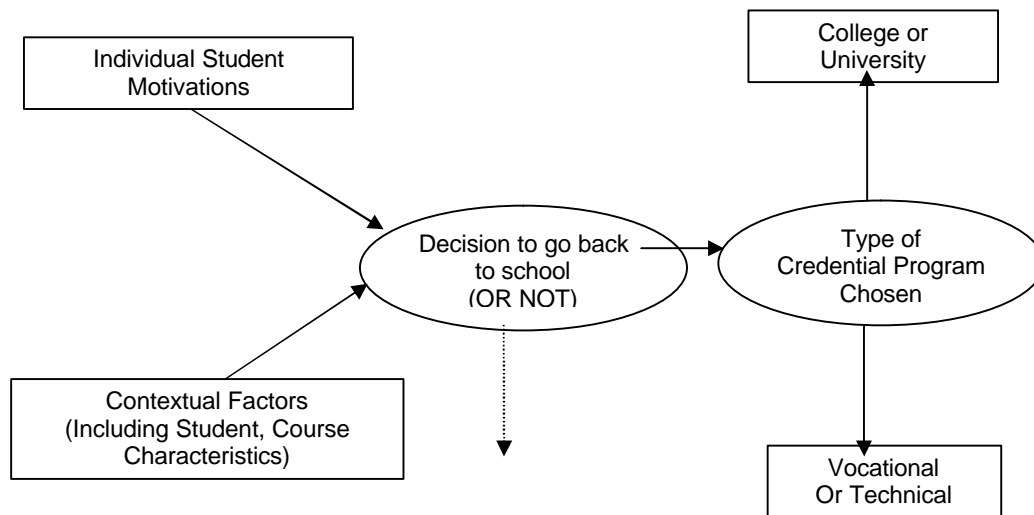 Individual Student
Motivations
College or
University
Decision to go back
to school
(OR NOT)
Type of
Credential Program
Chosen
Contextual Factors
(Including Student, Course
Characteristics)
Vocational
Or Technical